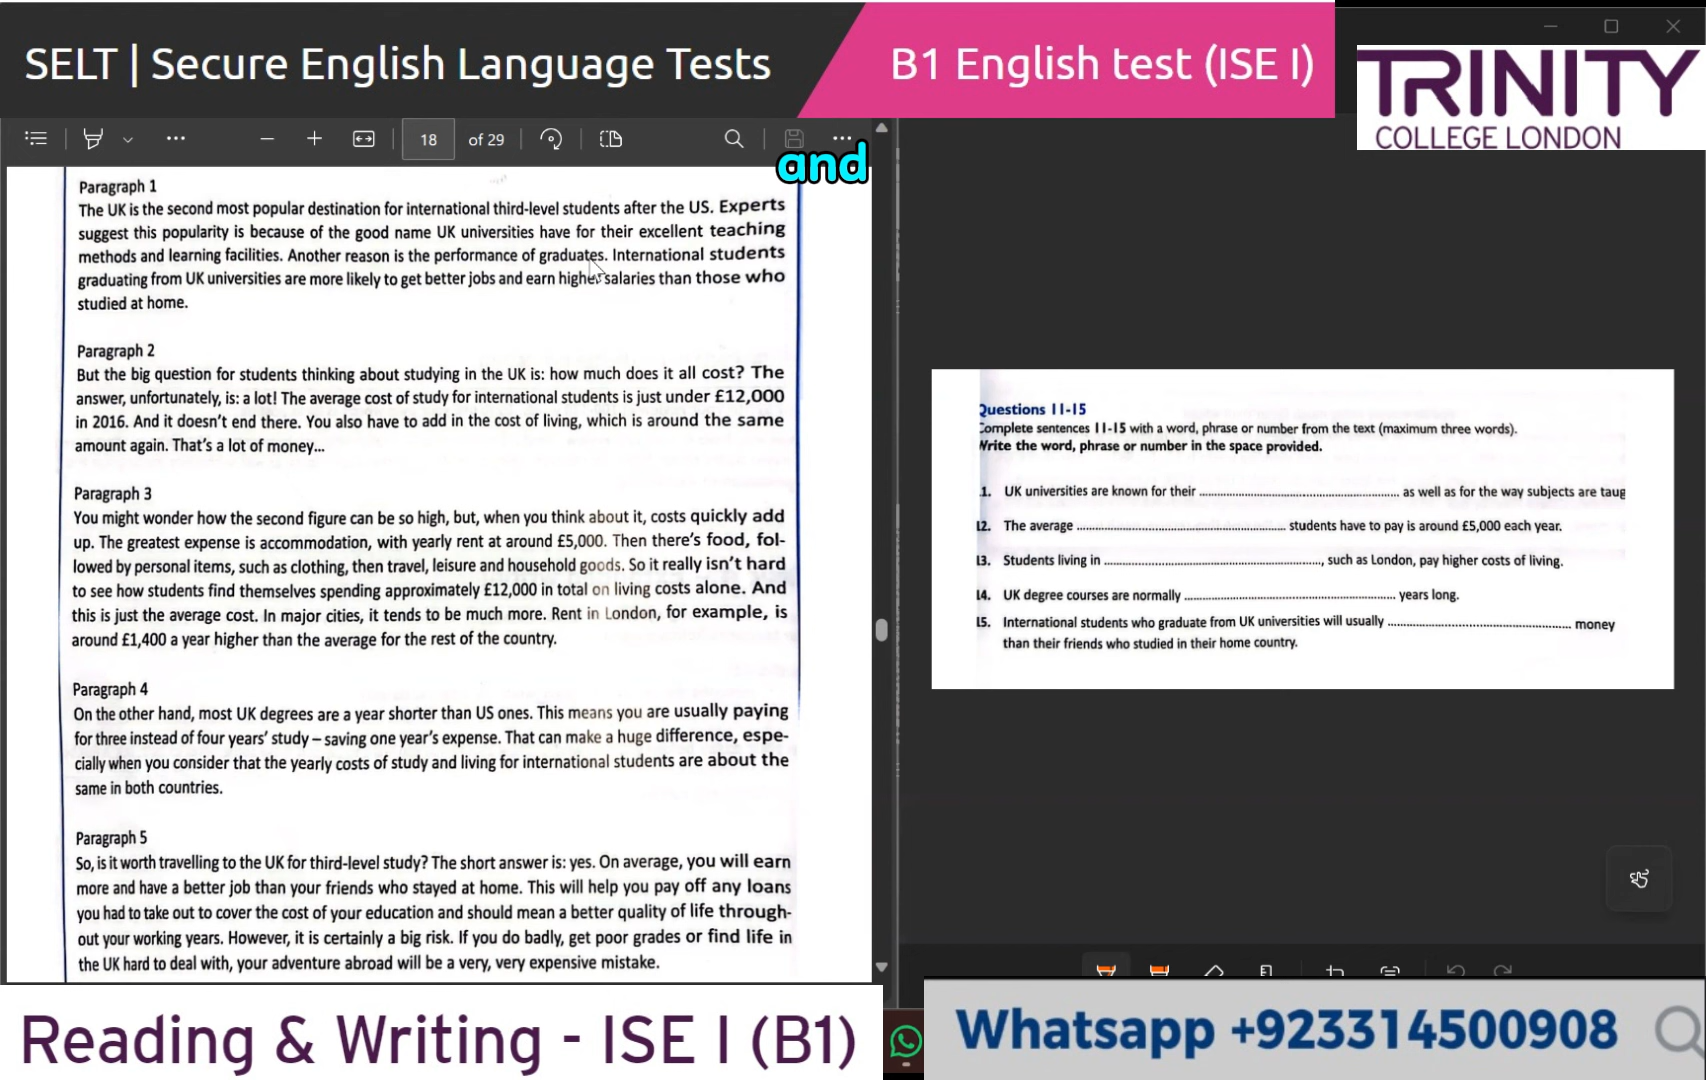 SELT | Secure English Language Tests
B1 English test (ISE I)
TRINITY
COLLEGE LONDON
18 of 29
and
Paragraph 1
The UK is the second most popular destination for international third-level students after the US. Experts
suggest this popularity is because of the good name UK universities have for their excellent teaching
methods and learning facilities. Another reason is the performance of graduates. International students
graduating from UK universities are more likely to get better jobs and earn higher salaries than those who
studied at home.
Paragraph 2
But the big question for students thinking about studying in the UK is: how much does it all cost? The
answer, unfortunately, is: a lot! The average cost of study for international students is just under £12,000
in 2016. And it doesn't end there. You also have to add in the cost of living, which is around the same
amount again. That's a lot of money...
Paragraph 3
You might wonder how the second figure can be so high, but, when you think about it, costs quickly add
up. The greatest expense is accommodation, with yearly rent at around £5,000. Then there's food, fol-
lowed by personal items, such as clothing, then travel, leisure and household goods. So it really isn't hard
to see how students find themselves spending approximately £12,000 in total on living costs alone. And
this is just the average cost. In major cities, it tends to be much more. Rent in London, for example, is
around £1,400 a year higher than the average for the rest of the country.
Paragraph 4
On the other hand, most UK degrees are a year shorter than US ones. This means you are usually paying
for three instead of four years' study – saving one year's expense. That can make a huge difference, espe-
cially when you consider that the yearly costs of study and living for international students are about the
same in both countries.
Paragraph 5
So, is it worth travelling to the UK for third-level study? The short answer is: yes. On average, you will earn
more and have a better job than your friends who stayed at home. This will help you pay off any loans
you had to take out to cover the cost of your education and should mean a better quality of life through-
out your working years. However, it is certainly a big risk. If you do badly, get poor grades or find life in
the UK hard to deal with, your adventure abroad will be a very, very expensive mistake.
Questions 11-15
Complete sentences 11-15 with a word, phrase or number from the text (maximum three words).
Write the word, phrase or number in the space provided.
1. UK universities are known for their ........................ as well as for the way subjects are taug
12. The average ........................ students have to pay is around £5,000 each year.
13. Students living in ........................, such as London, pay higher costs of living.
14. UK degree courses are normally ........................ years long.
15. International students who graduate from UK universities will usually ........................ money
than their friends who studied in their home country.
Reading & Writing - ISE I (B1)
Whatsapp +923314500908